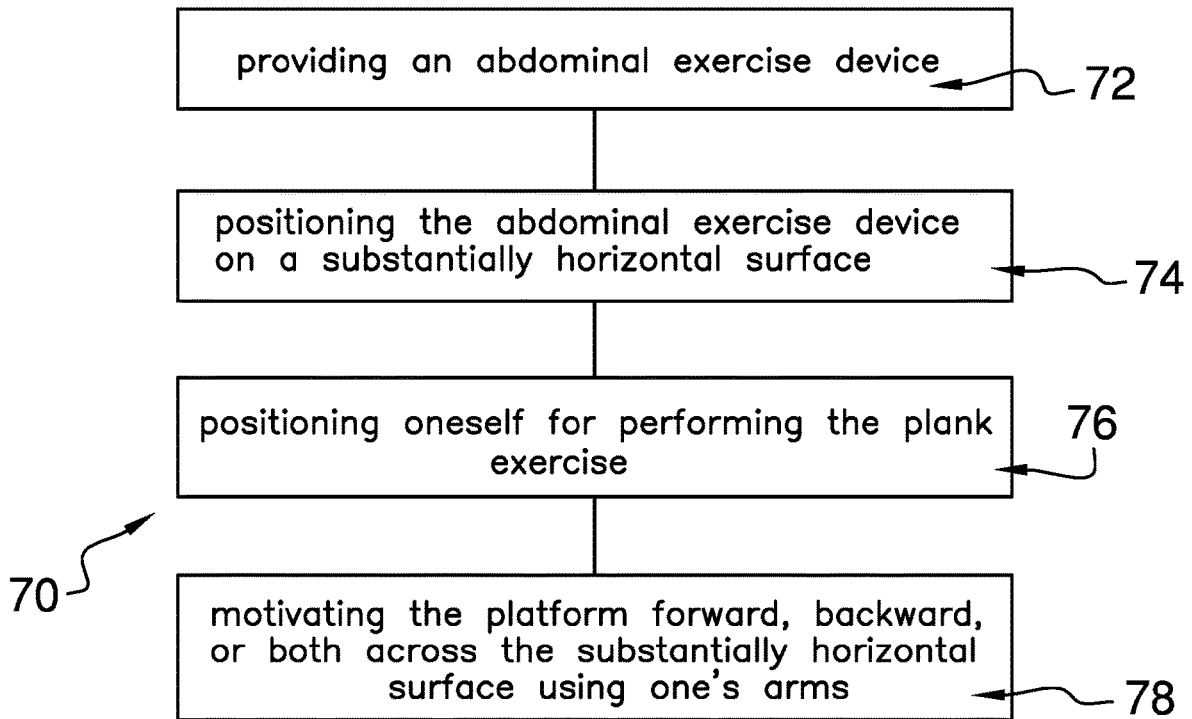 providing an abdominal exercise device
72
positioning the abdominal exercise device
on a substantially horizontal surface
74
positioning oneself for performing the plank
exercise
76
70
motivating the platform forward, backward,
or both across the substantially horizontal
surface using one's arms
78